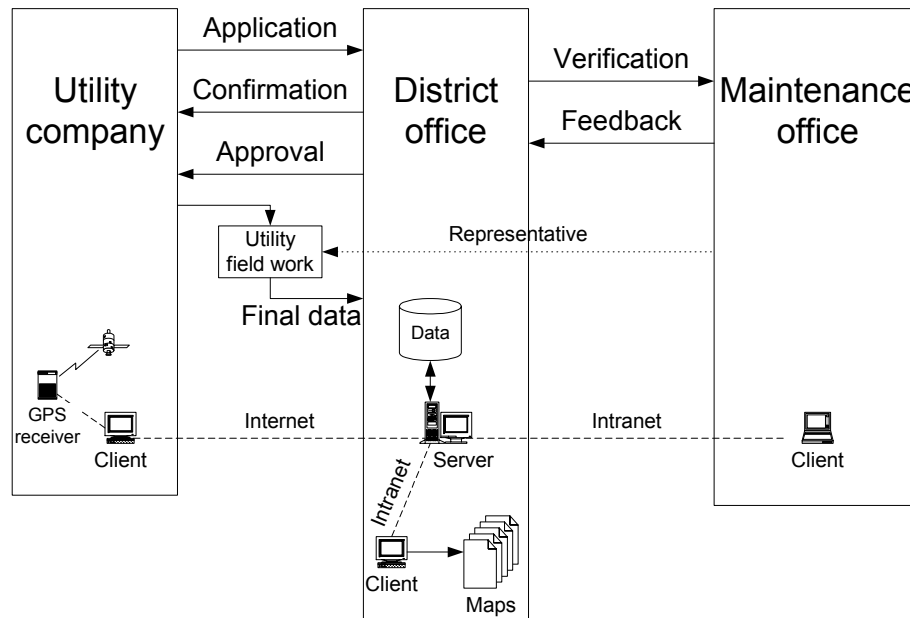 Application
Utility
company
Confirmation
Approval
District
office
Verification
Feedback
Maintenance
office
Utility
field work
Representative
Final data
Data
GPS
receiver
Client
Internet
Server
Intranet
Client
Intranet
Client
Maps